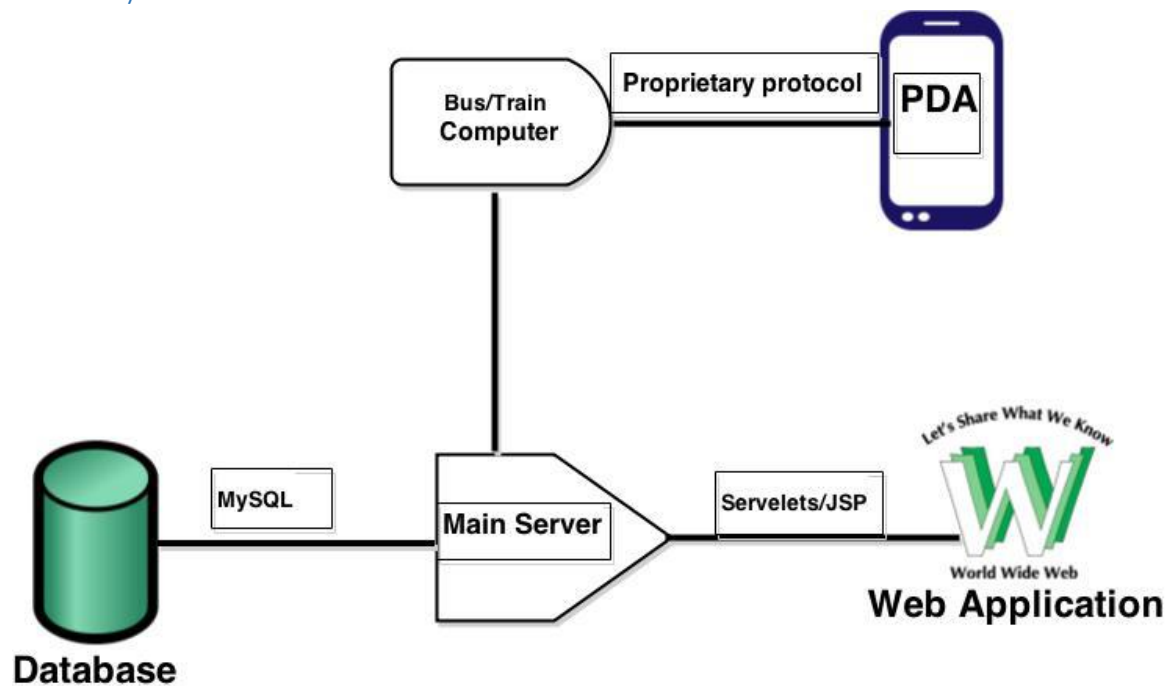 Bus/Train
Computer
Proprietary protocol
PDA
MySQL
Main Server
Servelets/JSP
Let's Share What We Know
World Wide Web
Web Application
Database